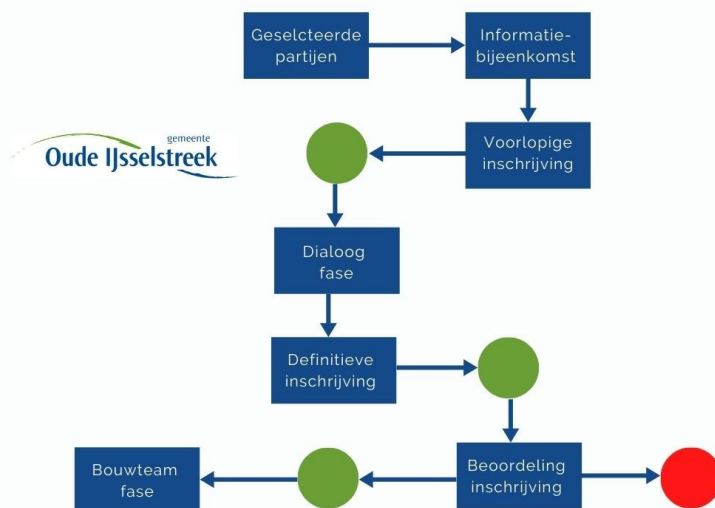 Geselcteerde
partijen
Informatie-
bijeenkomst
gemeente
Oude IJsselstreek
Voorlopige
inschrijving
Dialoog
fase
Definitieve
inschrijving
Bouwteam
fase
Beoordeling
inschrijving